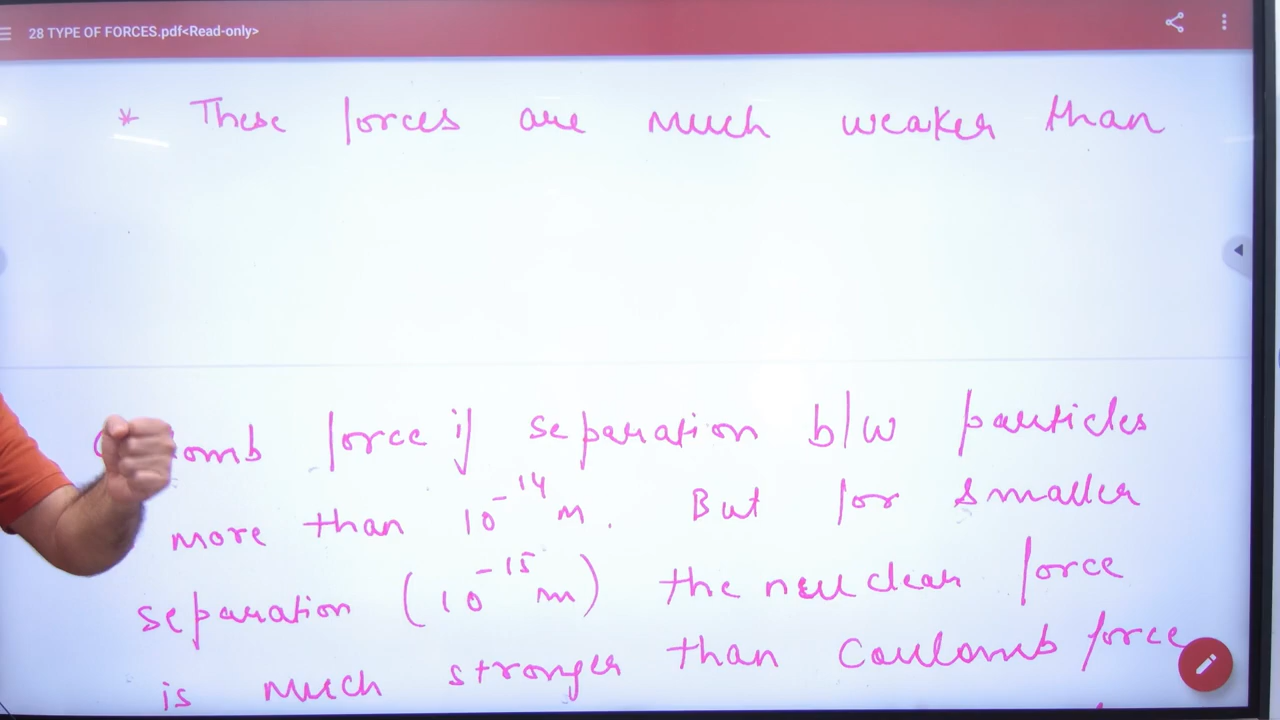 28 TYPE OF FORCES.pdf<Read-only>
* These forces are much weaker than
omb force if separation b/w particles
more than 10⁻¹⁴ m. But for smaller
separation (10⁻¹⁵ m) the nuclear force
is much stronger than Coulomb force